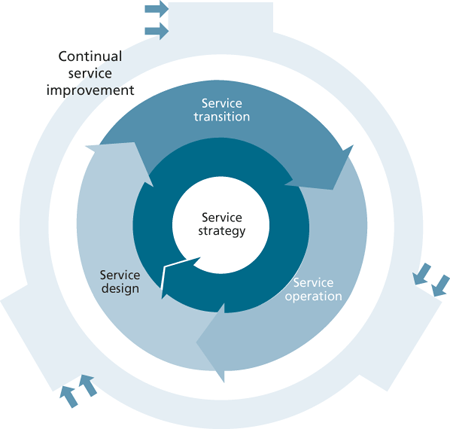 Continual
service
improvement
Service
transition
Service
strategy
Service
design
Service
operation